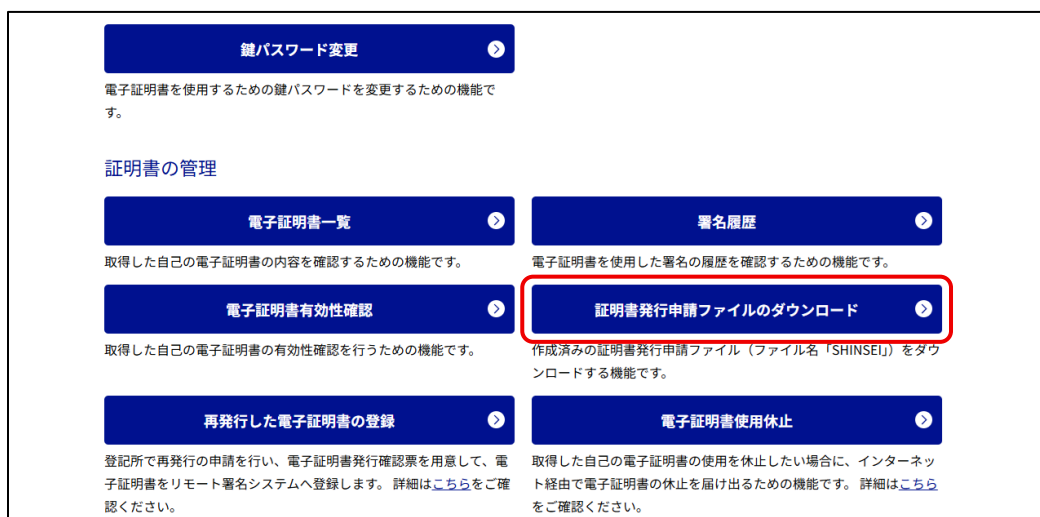 鍵パスワード変更
電子証明書を使用するための鍵パスワードを変更するための機能で
す。
証明書の管理
電子証明書一覧
取得した自己の電子証明書の内容を確認するための機能です。
署名履歴
電子証明書を使用した署名の履歴を確認するための機能です。
電子証明書有効性確認
取得した自己の電子証明書の有効性確認を行うための機能です。
証明書発行申請ファイルのダウンロード
作成済みの証明書発行申請ファイル（ファイル名「SHINSEI」）をダウ
ンロードする機能です。
再発行した電子証明書の登録
登記所で再発行の申請を行い、電子証明書発行確認票を用意して、電
子証明書をリモート署名システムへ登録します。 詳細はこちらをご確
認ください。
電子証明書使用休止
取得した自己の電子証明書の使用を休止したい場合に、インターネッ
ト経由で電子証明書の休止を届け出るための機能です。 詳細はこちら
をご確認ください。